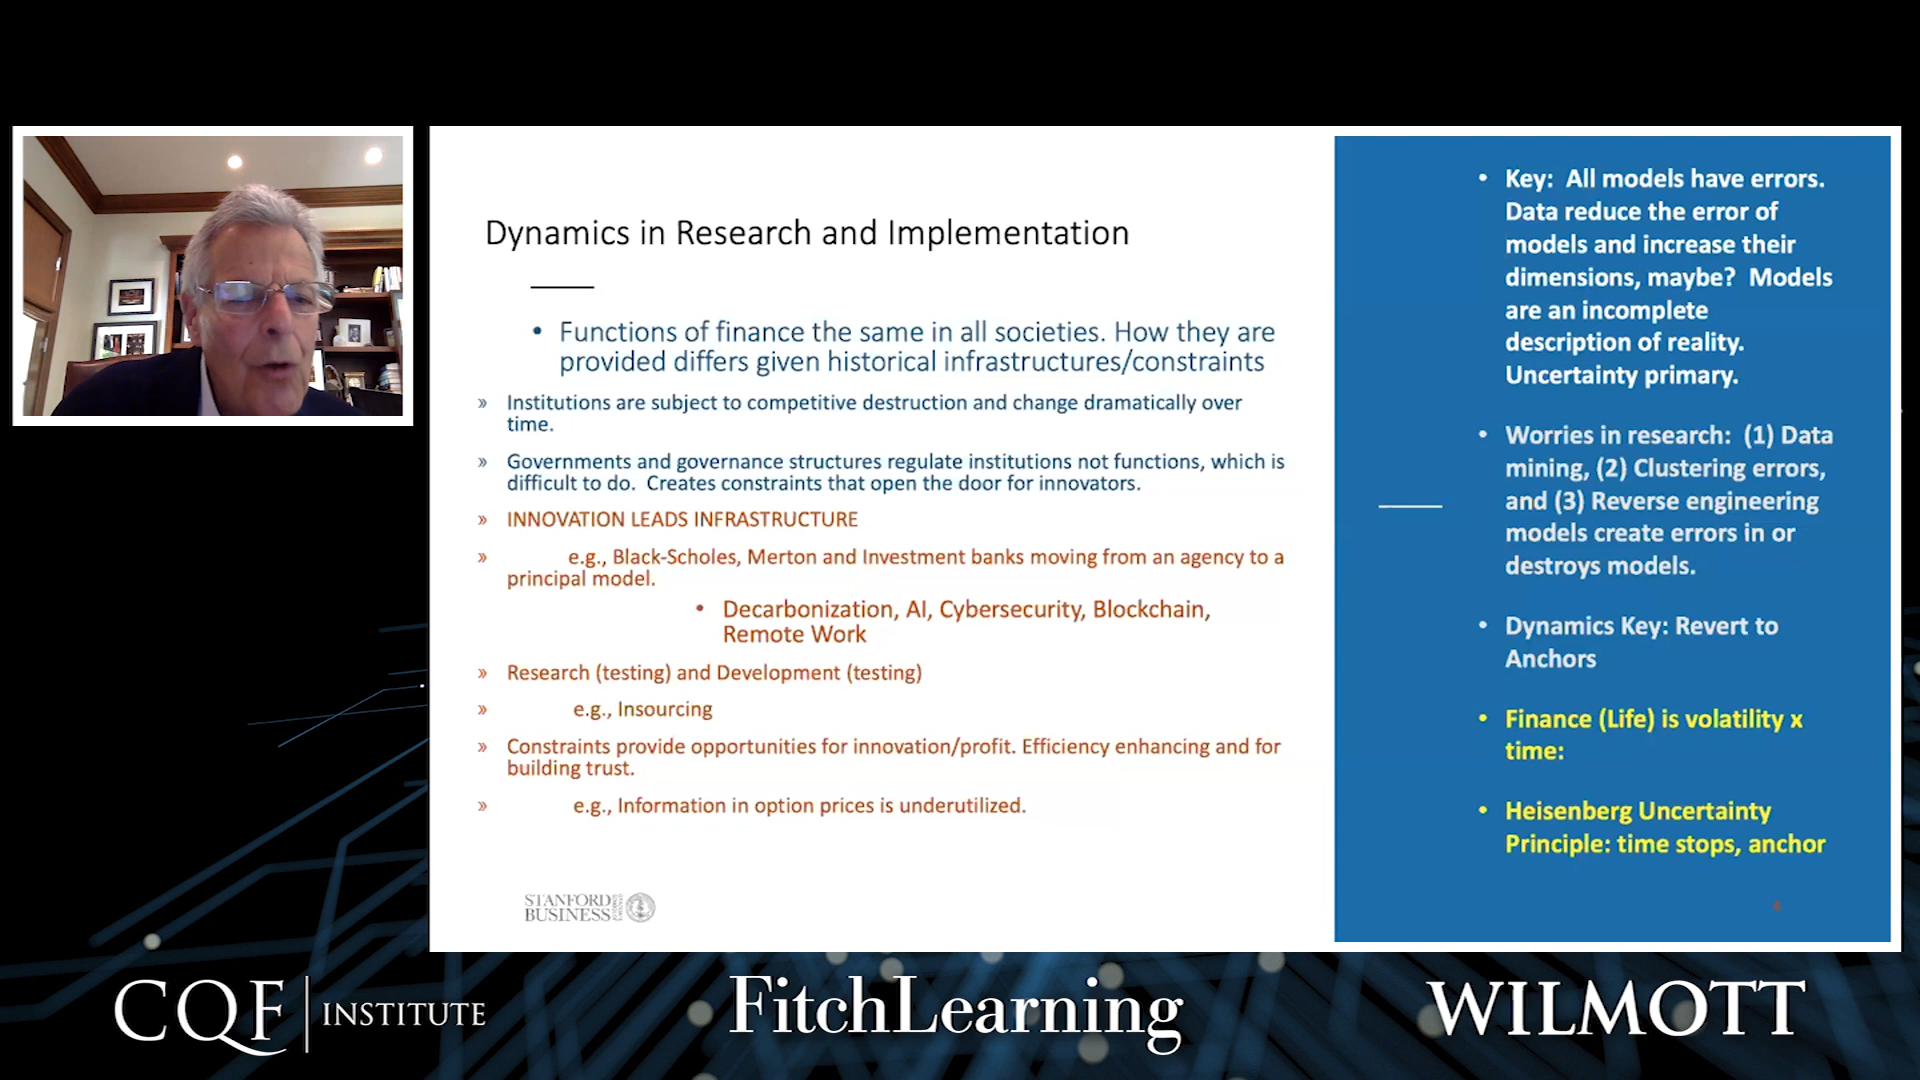 Dynamics in Research and Implementation
• Functions of finance the same in all societies. How they are
provided differs given historical infrastructures/constraints
» Institutions are subject to competitive destruction and change dramatically over
time.
» Governments and governance structures regulate institutions not functions, which is
difficult to do.  Creates constraints that open the door for innovators.
» INNOVATION LEADS INFRASTRUCTURE
» e.g., Black-Scholes, Merton and Investment banks moving from an agency to a
principal model.
• Decarbonization, AI, Cybersecurity, Blockchain,
Remote Work
» Research (testing) and Development (testing)
» e.g., Insourcing
» Constraints provide opportunities for innovation/profit. Efficiency enhancing and for
building trust.
» e.g., Information in option prices is underutilized.
STANFORD
BUSINESS
• Key:  All models have errors.
Data reduce the error of
models and increase their
dimensions, maybe?  Models
are an incomplete
description of reality.
Uncertainty primary.
• Worries in research:  (1) Data
mining, (2) Clustering errors,
and (3) Reverse engineering
models create errors in or
destroys models.
• Dynamics Key: Revert to
Anchors
• Finance (Life) is volatility x
time:
• Heisenberg Uncertainty
Principle: time stops, anchor
CQF | INSTITUTE
FitchLearning
WILMOTT